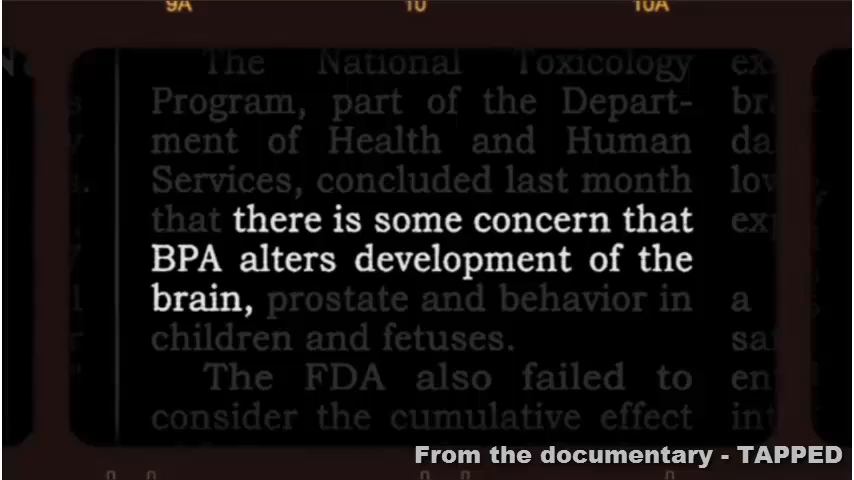 9A 10 10A
The National Toxicology
Program, part of the Depart-
ment of Health and Human
Services, concluded last month
that there is some concern that
BPA alters development of the
brain, prostate and behavior in
children and fetuses.
The FDA also failed to
consider the cumulative effect
a
From the documentary - TAPPED